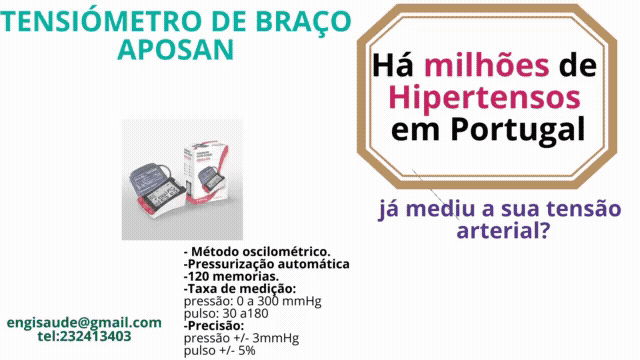 TENSIÓMETRO DE BRAÇO
APOSAN
Há milhões de
Hipertensos
em Portugal
já mediu a sua tensão
arterial?
- Método oscilométrico.
-Pressurização automática
-120 memorias.
-Taxa de medição:
pressão: 0 a 300 mmHg
pulso: 30 a180
-Precisão:
pressão +/- 3mmHg
pulso +/- 5%
engisaude@gmail.com
tel:232413403